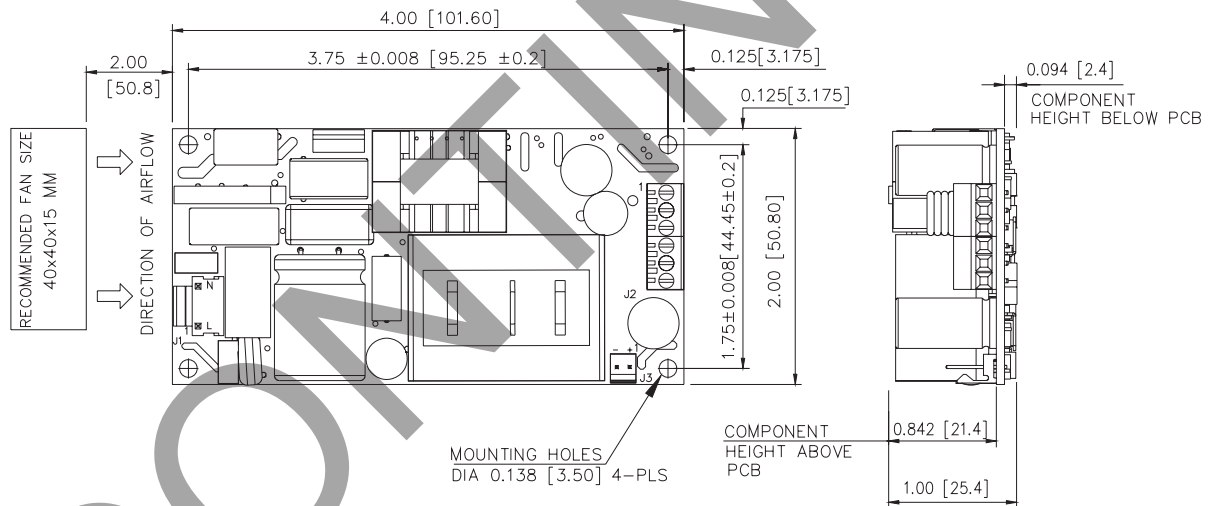 4.00 [101.60]
3.75 ±0.008 [95.25 ±0.2]
0.125[3.175]
2.00
[50.8]
0.125[3.175]
0.094 [2.4]
COMPONENT
HEIGHT BELOW PCB
RECOMMENDED FAN SIZE
40x40x15 MM
DIRECTION OF AIRFLOW
1
N
L
1
J1
J2
- +
1
J3
1.75±0.008[44.45±0.2]
2.00 [50.80]
MOUNTING HOLES
DIA 0.138 [3.50] 4-PLS
COMPONENT
HEIGHT ABOVE
PCB
0.842 [21.4]
1.00 [25.4]
ONTIN